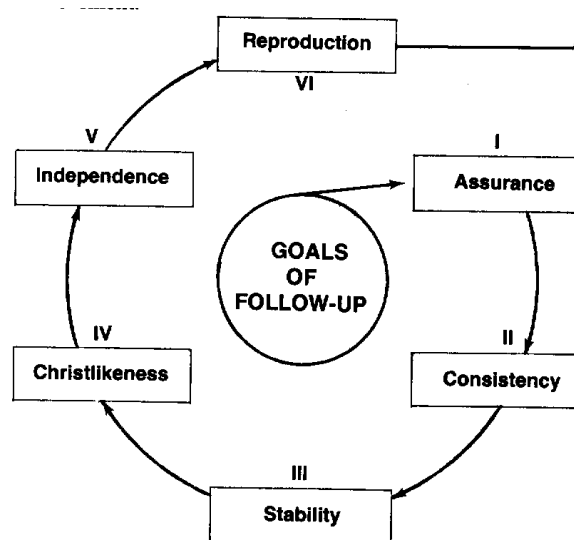 Reproduction
VI
V
I
Independence
Assurance
GOALS
OF
FOLLOW-UP
IV
II
Christlikeness
Consistency
III
Stability